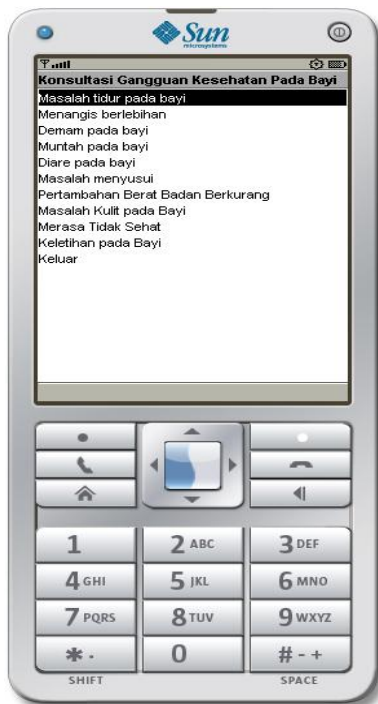 Sun
microsystems
Konsultasi Gangguan Kesehatan Pada Bayi
Masalah tidur pada bayi
Menangis berlebihan
Demam pada bayi
Muntah pada bayi
Diare pada bayi
Masalah menyusui
Pertambahan Berat Badan Berkurang
Masalah Kulit pada Bayi
Merasa Tidak Sehat
Keletihan pada Bayi
Keluar
1 2 ABC 3 DEF
4 GHI 5 JKL 6 MNO
7 PQRS 8 TUV 9 WXYZ
* . 0 # - +
SHIFT SPACE